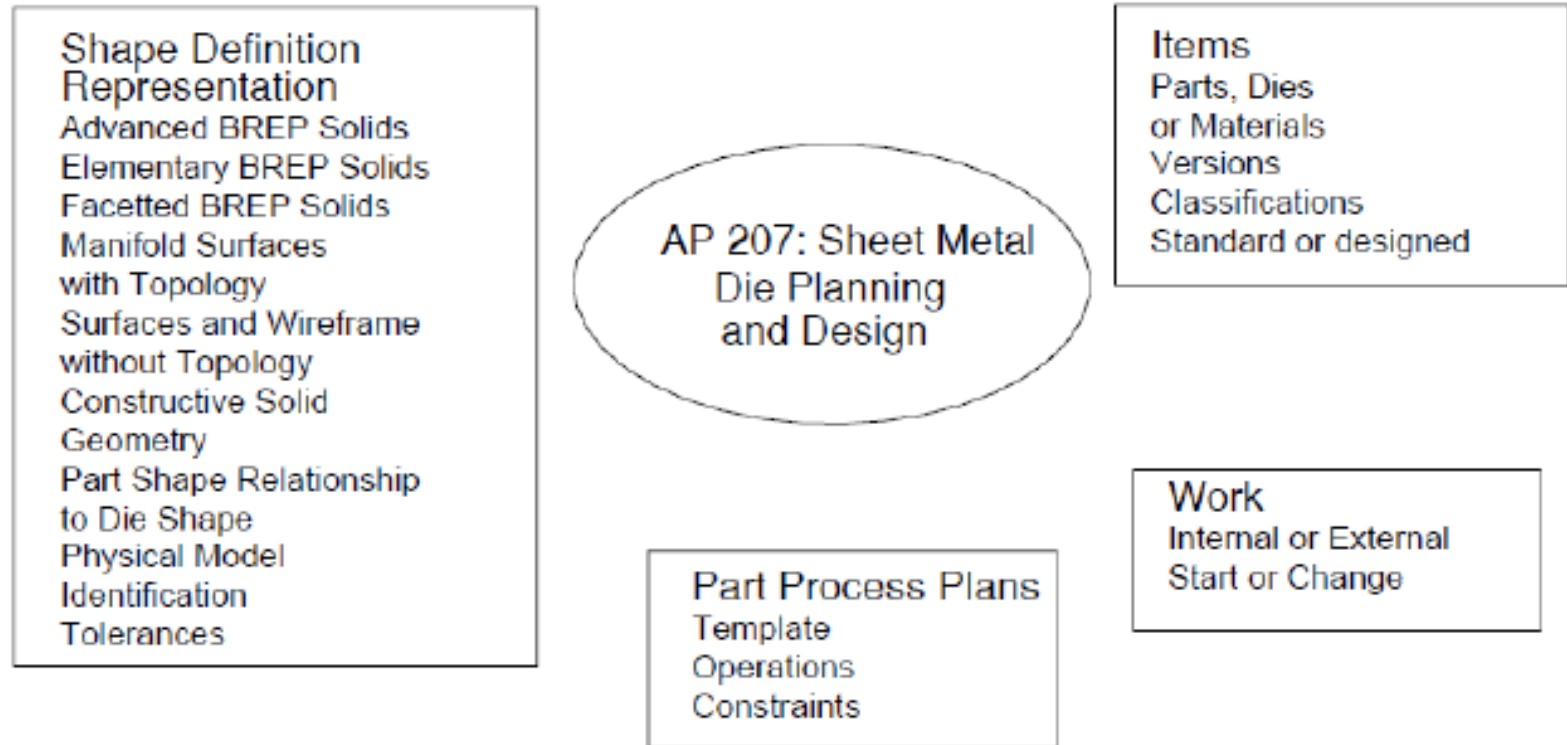 Shape Definition
Representation
Advanced BREP Solids
Elementary BREP Solids
Facetted BREP Solids
Manifold Surfaces
with Topology
Surfaces and Wireframe
without Topology
Constructive Solid
Geometry
Part Shape Relationship
to Die Shape
Physical Model
Identification
Tolerances
AP 207: Sheet Metal
Die Planning
and Design
Items
Parts, Dies
or Materials
Versions
Classifications
Standard or designed
Part Process Plans
Template
Operations
Constraints
Work
Internal or External
Start or Change